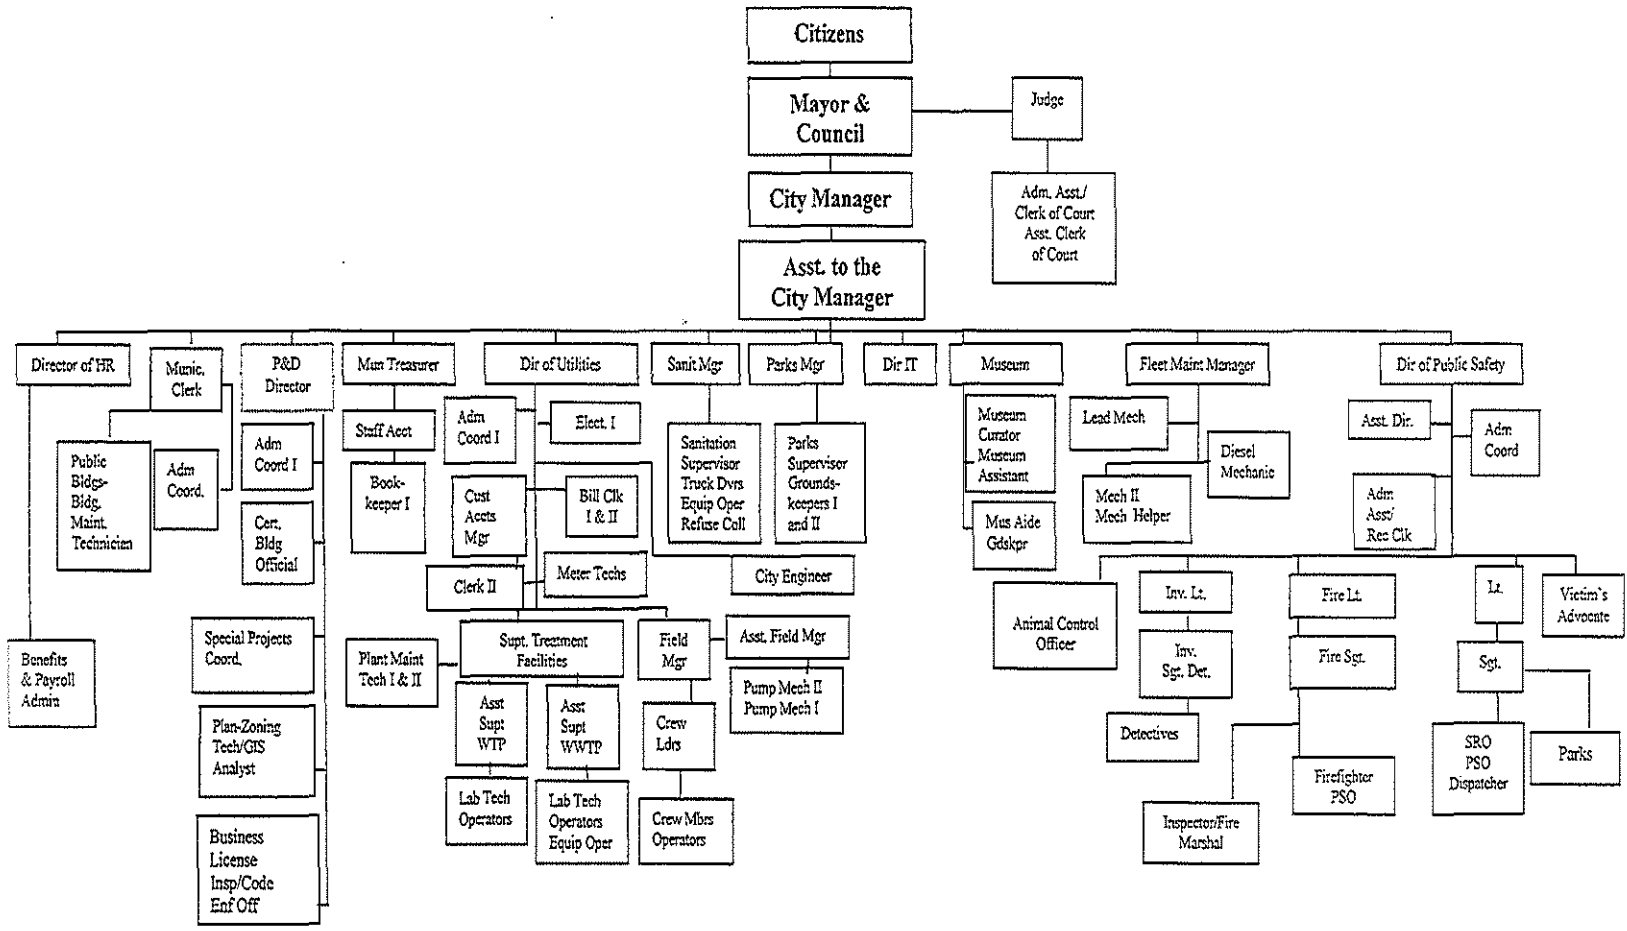 Citizens
Mayor &
Council
Judge
City Manager
Adm. Asst./
Clerk of Court
Asst. Clerk
of Court
Asst. to the
City Manager
Director of HR
Munic.
Clerk
P&D
Director
Mun Treasurer
Dir of Utilities
Sanit Mgr
Parks Mgr
Dir IT
Museum
Fleet Maint Manager
Dir of Public Safety
Public
Bldgs-
Bldg.
Maint.
Technician
Adm
Coord.
Adm
Coord I
Cert.
Bldg
Official
Staff Acct
Book-
keeper I
Adm
Coord I
Elect. I
Cust
Accts
Mgr
Bill Clk
I & II
Clerk II
Meter Techs
Sanitation
Supervisor
Truck Dvrs
Equip Oper
Refuse Coll
Parks
Supervisor
Grounds-
keepers I
and II
City Engineer
Museum
Curator
Museum
Assistant
Mus Aide
Gdskpr
Lead Mech
Diesel
Mechanic
Mech II
Mech Helper
Asst. Dir.
Adm
Coord
Adm
Asst/
Rec Clk
Benefits
& Payroll
Admin
Special Projects
Coord.
Plan-Zoning
Tech/GIS
Analyst
Business
License
Insp/Code
Enf Off
Plant Maint
Tech I & II
Supt. Treatment
Facilities
Field
Mgr
Asst. Field Mgr
Pump Mech II
Pump Mech I
Asst
Supt
WTP
Asst
Supt
WWTP
Crew
Ldrs
Lab Tech
Operators
Lab Tech
Operators
Equip Oper
Crew Mbrs
Operators
Animal Control
Officer
Inv. Lt.
Inv.
Sgt. Det.
Detectives
Fire Lt.
Fire Sgt.
Inspector/Fire
Marshal
Firefighter
PSO
Lt.
Sgt.
SRO
PSO
Dispatcher
Parks
Victim's
Advocate